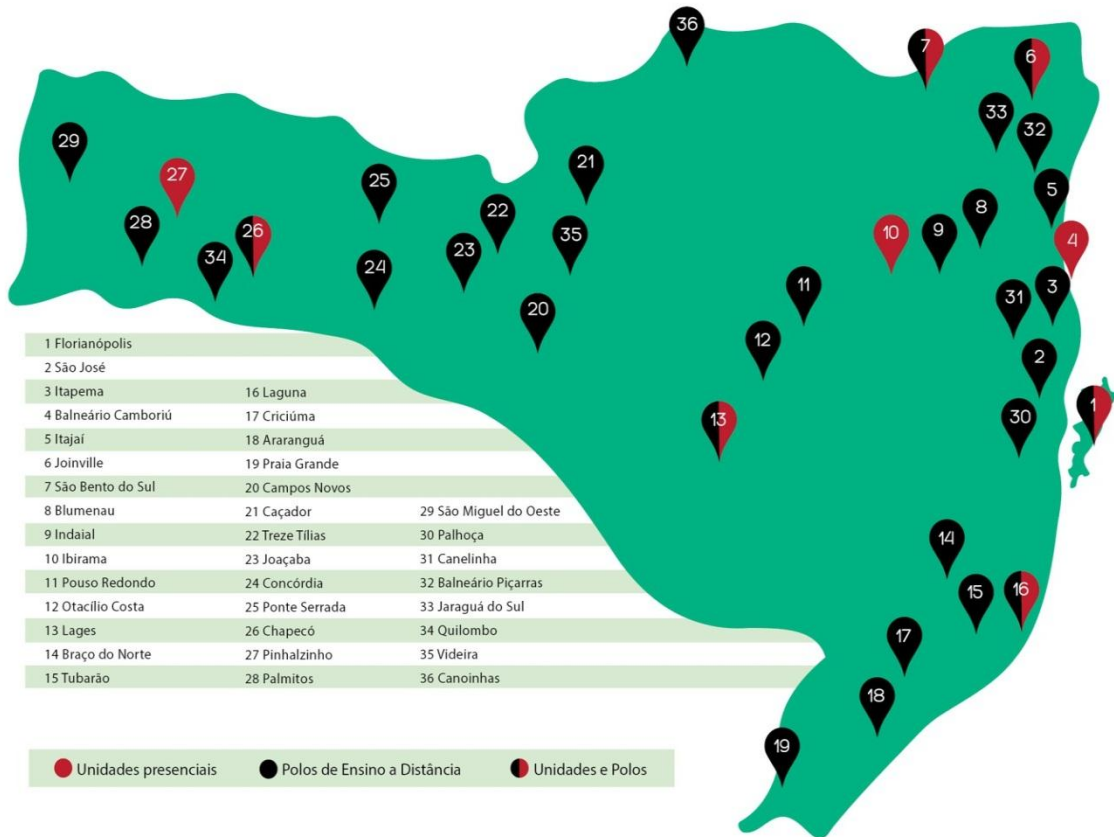 36
7
6
33
32
29
21
27
25
5
22
8
28
26
35
10
9
4
34
23
24
11
31
3
20
12
2
13
30
1
14
15
16
17
18
19
1 Florianópolis
2 São José
3 Itapema
4 Balneário Camboriú
5 Itajaí
6 Joinville
7 São Bento do Sul
8 Blumenau
9 Indaial
10 Ibirama
11 Pouso Redondo
12 Otacílio Costa
13 Lages
14 Braço do Norte
15 Tubarão
16 Laguna
17 Criciúma
18 Araranguá
19 Praia Grande
20 Campos Novos
21 Caçador
22 Treze Tílias
23 Joaçaba
24 Concórdia
25 Ponte Serrada
26 Chapecó
27 Pinhalzinho
28 Palmitos
29 São Miguel do Oeste
30 Palhoça
31 Canelinha
32 Balneário Piçarras
33 Jaraguá do Sul
34 Quilombo
35 Videira
36 Canoinhas
Unidades presenciais
Polos de Ensino a Distância
Unidades e Polos